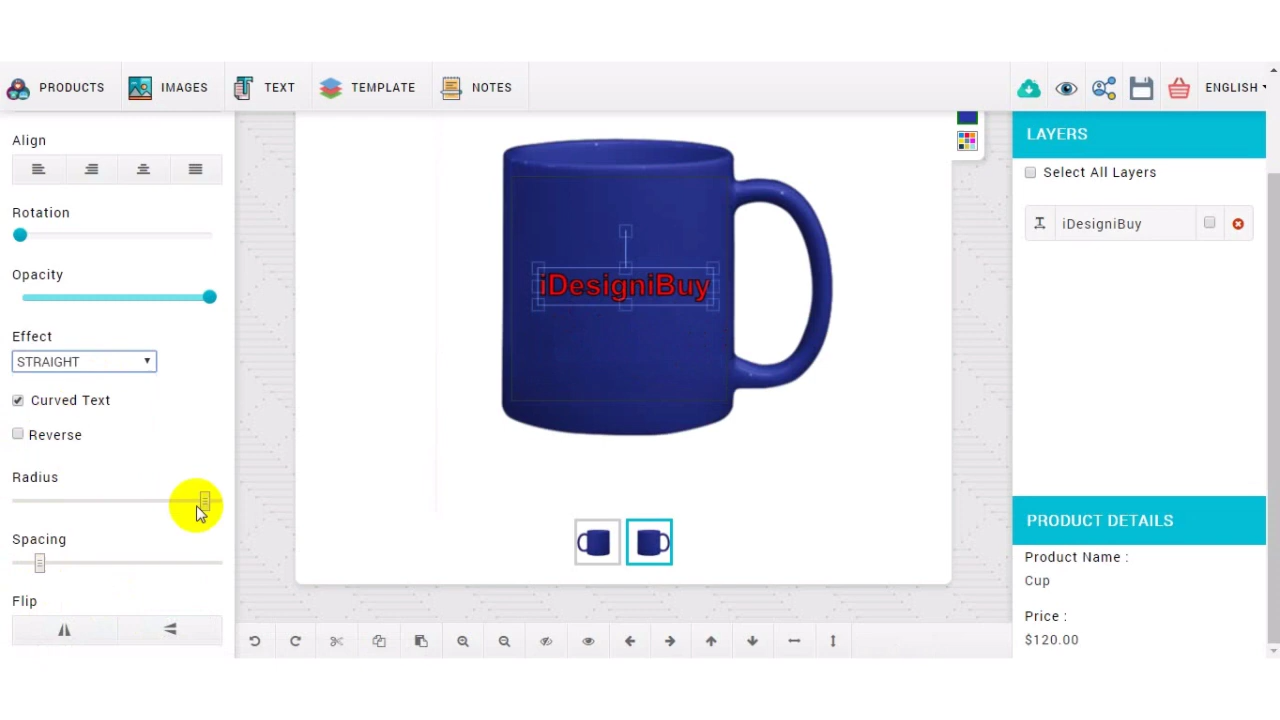 PRODUCTS IMAGES TEXT TEMPLATE NOTES ENGLISH
Align
Rotation
Opacity
Effect
STRAIGHT
Curved Text
Reverse
Radius
Spacing
Flip
iDesigniBuy
LAYERS
Select All Layers
iDesigniBuy
PRODUCT DETAILS
Product Name :
Cup
Price :
$120.00